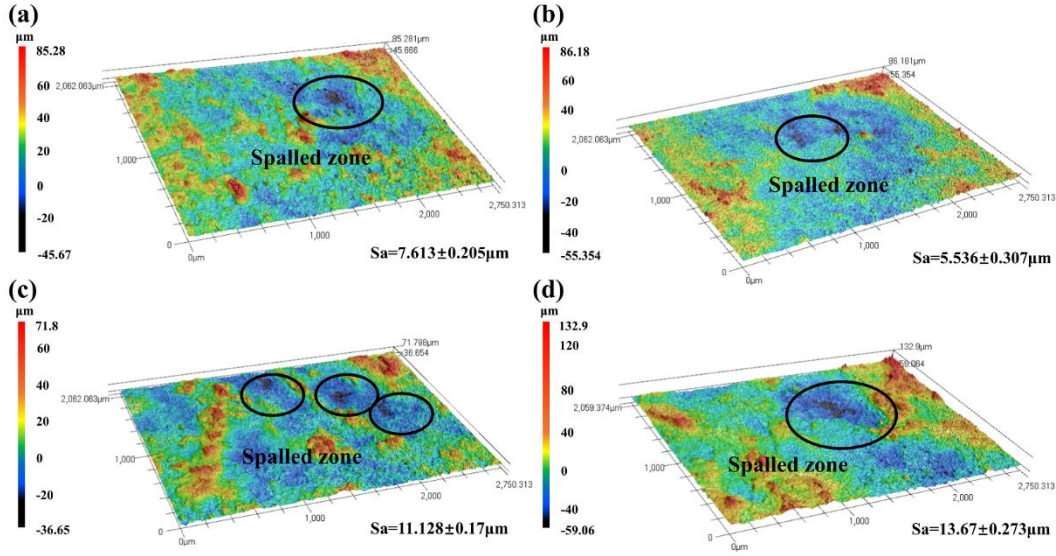 (a)
µm
85.28
60
40
20
0
-20
-45.67
85.281µm
45.666
2,062.063µm
1,000
0
0µm
1,000
2,000
2,750.313
Spalled zone
Sa=7.613±0.205µm
(b)
µm
86.18
60
40
20
0
-20
-55.354
86.181µm
55.354
2,062.063µm
1,000
0
0µm
1,000
2,000
2,750.313
Spalled zone
Sa=5.536±0.307µm
(c)
µm
71.8
60
40
20
0
-20
-36.65
71.798µm
36.654
2,062.063µm
1,000
0
0µm
1,000
2,000
2,750.313
Spalled zone
Sa=11.128±0.17µm
(d)
µm
132.9
120
80
40
0
-40
-59.06
132.9µm
59.064
2,059.374µm
1,000
0
0µm
1,000
2,000
2,750.313
Spalled zone
Sa=13.67±0.273µm